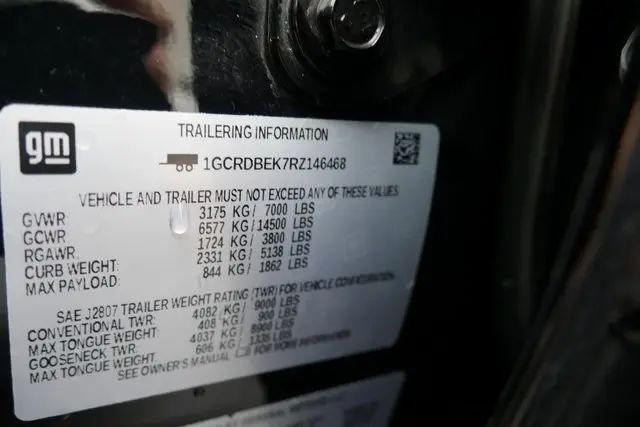 gm
TRAILERING INFORMATION
1GCRDBEK7RZ146468
VEHICLE AND TRAILER MUST NOT EXCEED ANY OF THESE VALUES.
GVWR 3175 KG/ 7000 LBS
GCWR 6577 KG/14500 LBS
RGAWR: 1724 KG/ 3800 LBS
CURB WEIGHT: 2331 KG/ 5138 LBS
MAX PAYLOAD: 844 KG/ 1862 LBS
SAE J2807 TRAILER WEIGHT RATING (TWR) FOR VEHICLE CONFIGURATION
CONVENTIONAL TWR: 4082 KG/ 9000 LBS
MAX TONGUE WEIGHT: 408 KG/ 900 LBS
GOOSENECK TWR: 4037 KG/ 8900 LBS
MAX TONGUE WEIGHT: 606 KG/ 1335 LBS
SEE OWNER'S MANUAL FOR MORE INFORMATION